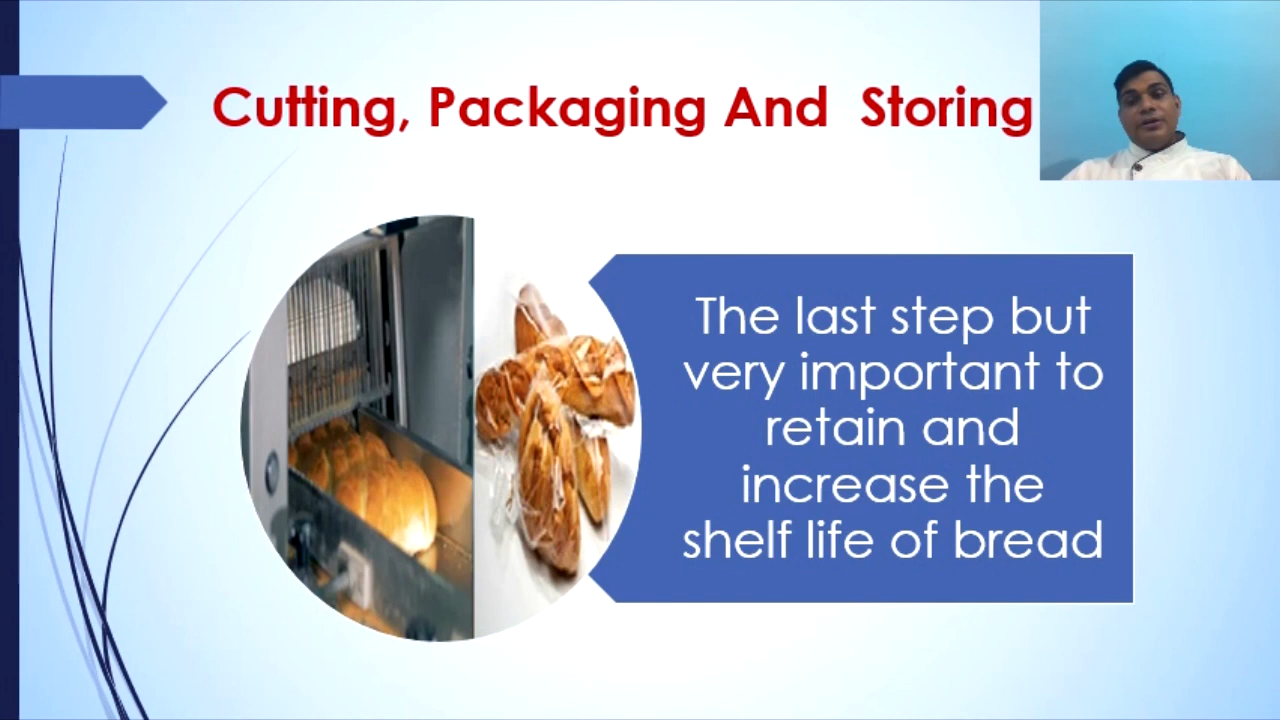 Cutting, Packaging And Storing
The last step but
very important to
retain and
increase the
shelf life of bread